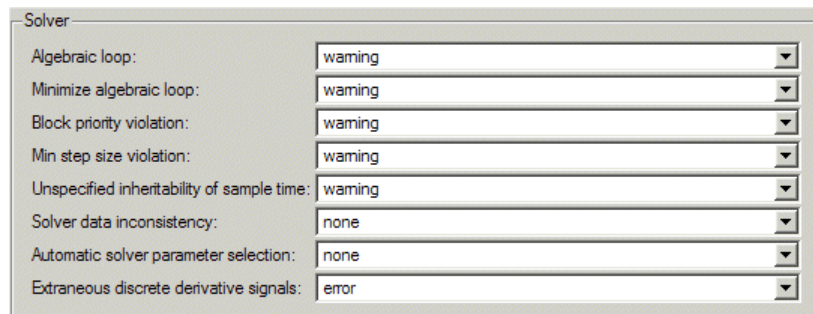 Solver
Algebraic loop: warning
Minimize algebraic loop: warning
Block priority violation: warning
Min step size violation: warning
Unspecified inheritability of sample time: warning
Solver data inconsistency: none
Automatic solver parameter selection: none
Extraneous discrete derivative signals: error